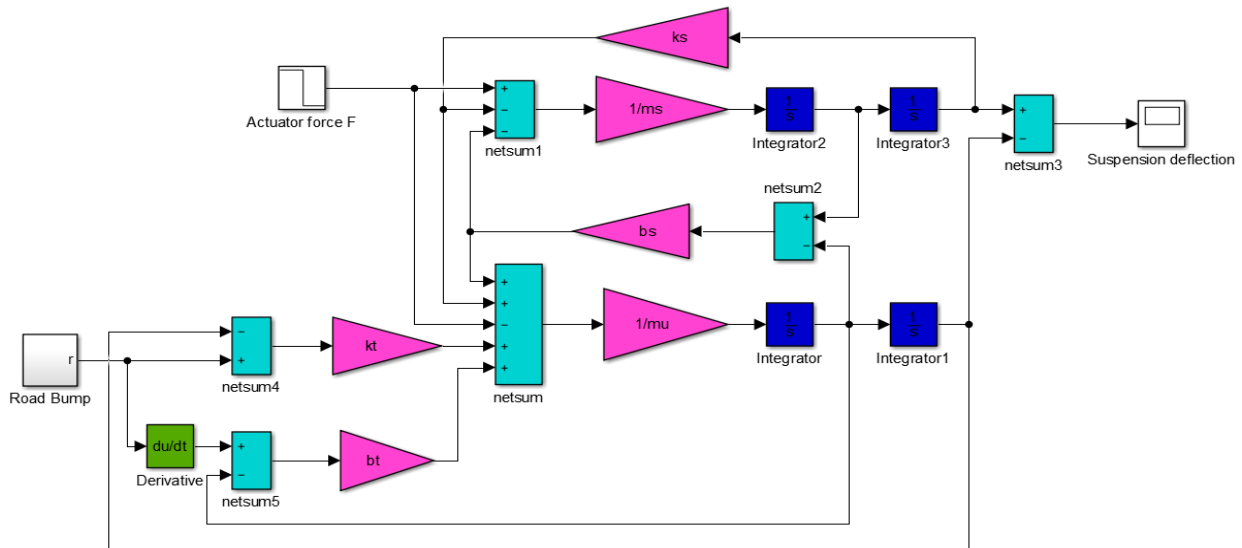 ks
+
−
−
netsum1
1/ms
1
s
Integrator2
1
s
Integrator3
+
−
netsum3
Suspension deflection
Actuator force F
netsum2
+
−
bs
+
+
−
+
+
netsum
1/mu
1
s
Integrator
1
s
Integrator1
r
Road Bump
−
+
netsum4
kt
du/dt
Derivative
+
−
netsum5
bt